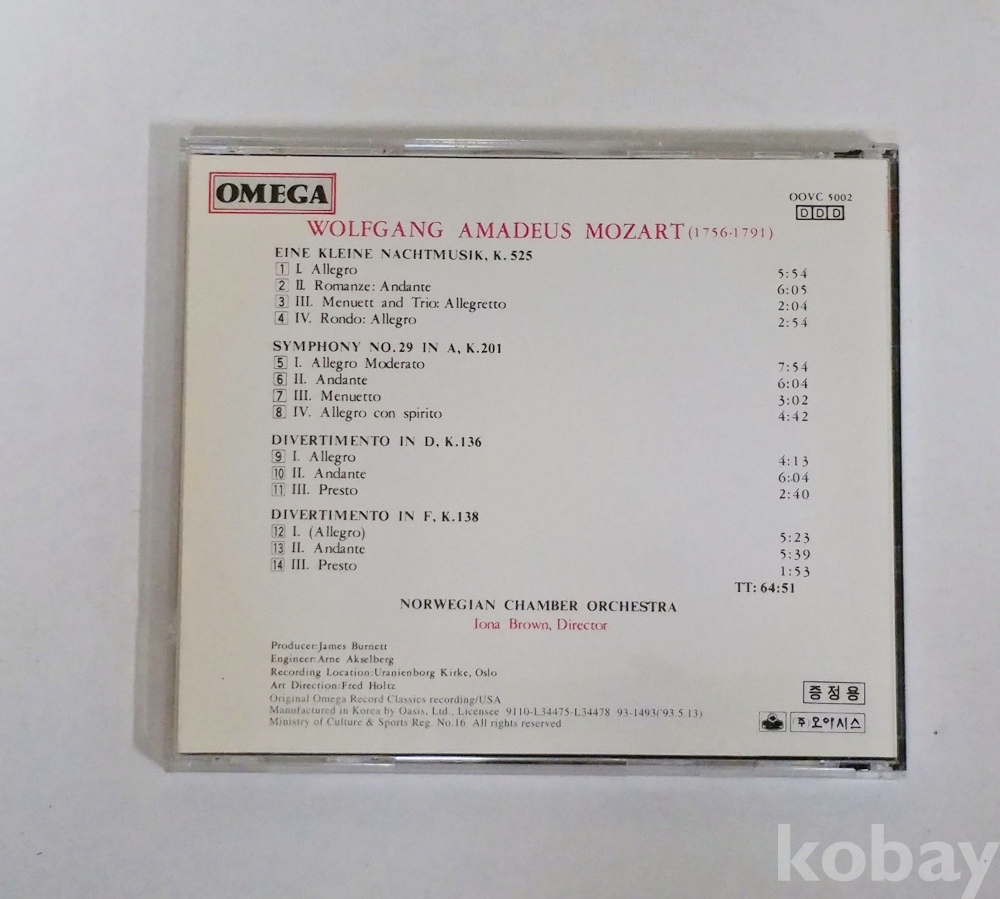 OMEGA
OOVC 5002
DDD
WOLFGANG AMADEUS MOZART (1756-1791)
EINE KLEINE NACHTMUSIK, K. 525
1 I. Allegro 5:54
2 II. Romanze: Andante 6:05
3 III. Menuett and Trio: Allegretto 2:04
4 IV. Rondo: Allegro 2:54
SYMPHONY NO. 29 IN A, K.201
5 I. Allegro Moderato 7:54
6 II. Andante 6:04
7 III. Menuetto 3:02
8 IV. Allegro con spirito 4:42
DIVERTIMENTO IN D, K.136
9 I. Allegro 4:13
10 II. Andante 6:04
11 III. Presto 2:40
DIVERTIMENTO IN F, K.138
12 I. (Allegro) 5:23
13 II. Andante 5:39
14 III. Presto 1:53
TT: 64:51
NORWEGIAN CHAMBER ORCHESTRA
Iona Brown, Director
Producer:James Burnett
Engineer:Arne Akselberg
Recording Location:Uranienborg Kirke, Oslo
Art Direction:Fred Holtz
Original Omega Record Classics recording/USA
Manufactured in Korea by Oasis, Ltd., Licensee 9110-L34475-L34478 93-1493('93.5.13)
Ministry of Culture & Sports Reg. No.16 All rights reserved
증정용
(주)오아시스
kobay